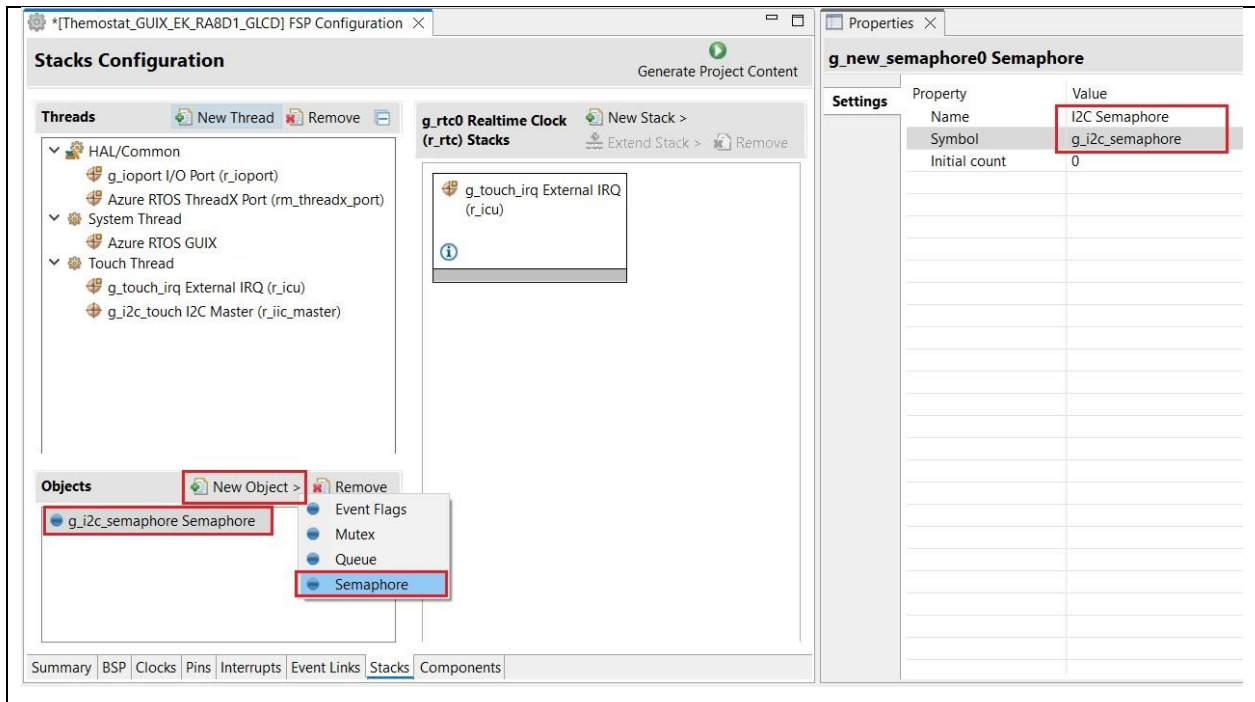 *[Themostat_GUIX_EK_RA8D1_GLCD] FSP Configuration
Stacks Configuration
Generate Project Content
Threads
New Thread
Remove
HAL/Common
g_ioport I/O Port (r_ioport)
Azure RTOS ThreadX Port (rm_threadx_port)
System Thread
Azure RTOS GUIX
Touch Thread
g_touch_irq External IRQ (r_icu)
g_i2c_touch I2C Master (r_iic_master)
g_rtc0 Realtime Clock
(r_rtc) Stacks
New Stack >
Extend Stack >
Remove
g_touch_irq External IRQ
(r_icu)
Objects
New Object >
Remove
g_i2c_semaphore Semaphore
Event Flags
Mutex
Queue
Semaphore
Summary BSP Clocks Pins Interrupts Event Links Stacks Components
Properties
g_new_semaphore0 Semaphore
Settings
Property Value
Name I2C Semaphore
Symbol g_i2c_semaphore
Initial count 0